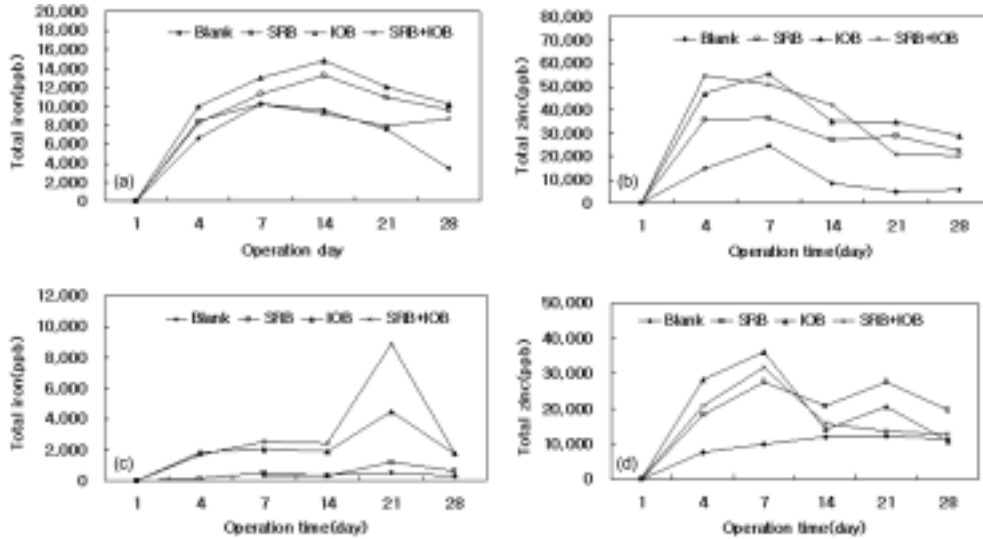 20,000
18,000
16,000
14,000
12,000
10,000
8,000
6,000
4,000
2,000
0
Total iron(ppb)
Blank SRB IOB SRB+IOB
(a)
1 4 7 14 21 28
Operation day
80,000
70,000
60,000
50,000
40,000
30,000
20,000
10,000
0
Total zinc(ppb)
Blank SRB IOB SRB+IOB
(b)
1 4 7 14 21 28
Operation time(day)
12,000
10,000
8,000
6,000
4,000
2,000
0
Total iron(ppb)
Blank SRB IOB SRB+IOB
(c)
1 4 7 14 21 28
Operation time(day)
50,000
40,000
30,000
20,000
10,000
0
Total zinc(ppb)
Blank SRB IOB SRB+IOB
(d)
1 4 7 14 21 28
Operation time(day)